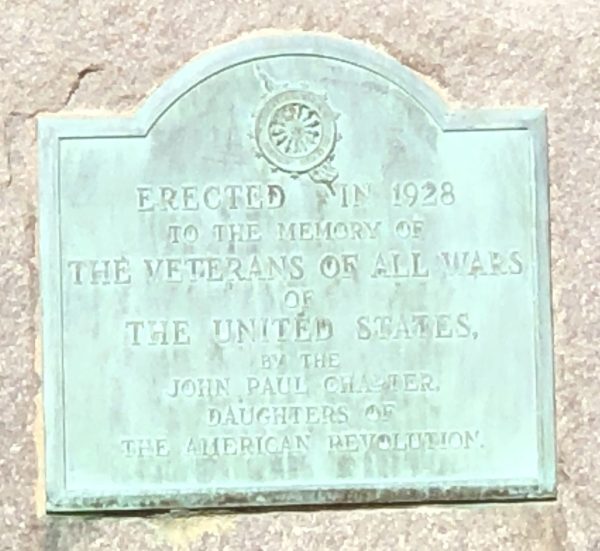 ERECTED IN 1928
TO THE MEMORY OF
THE VETERANS OF ALL WARS
OF
THE UNITED STATES,
BY THE
JOHN PAUL CHAPTER,
DAUGHTERS OF
THE AMERICAN REVOLUTION.